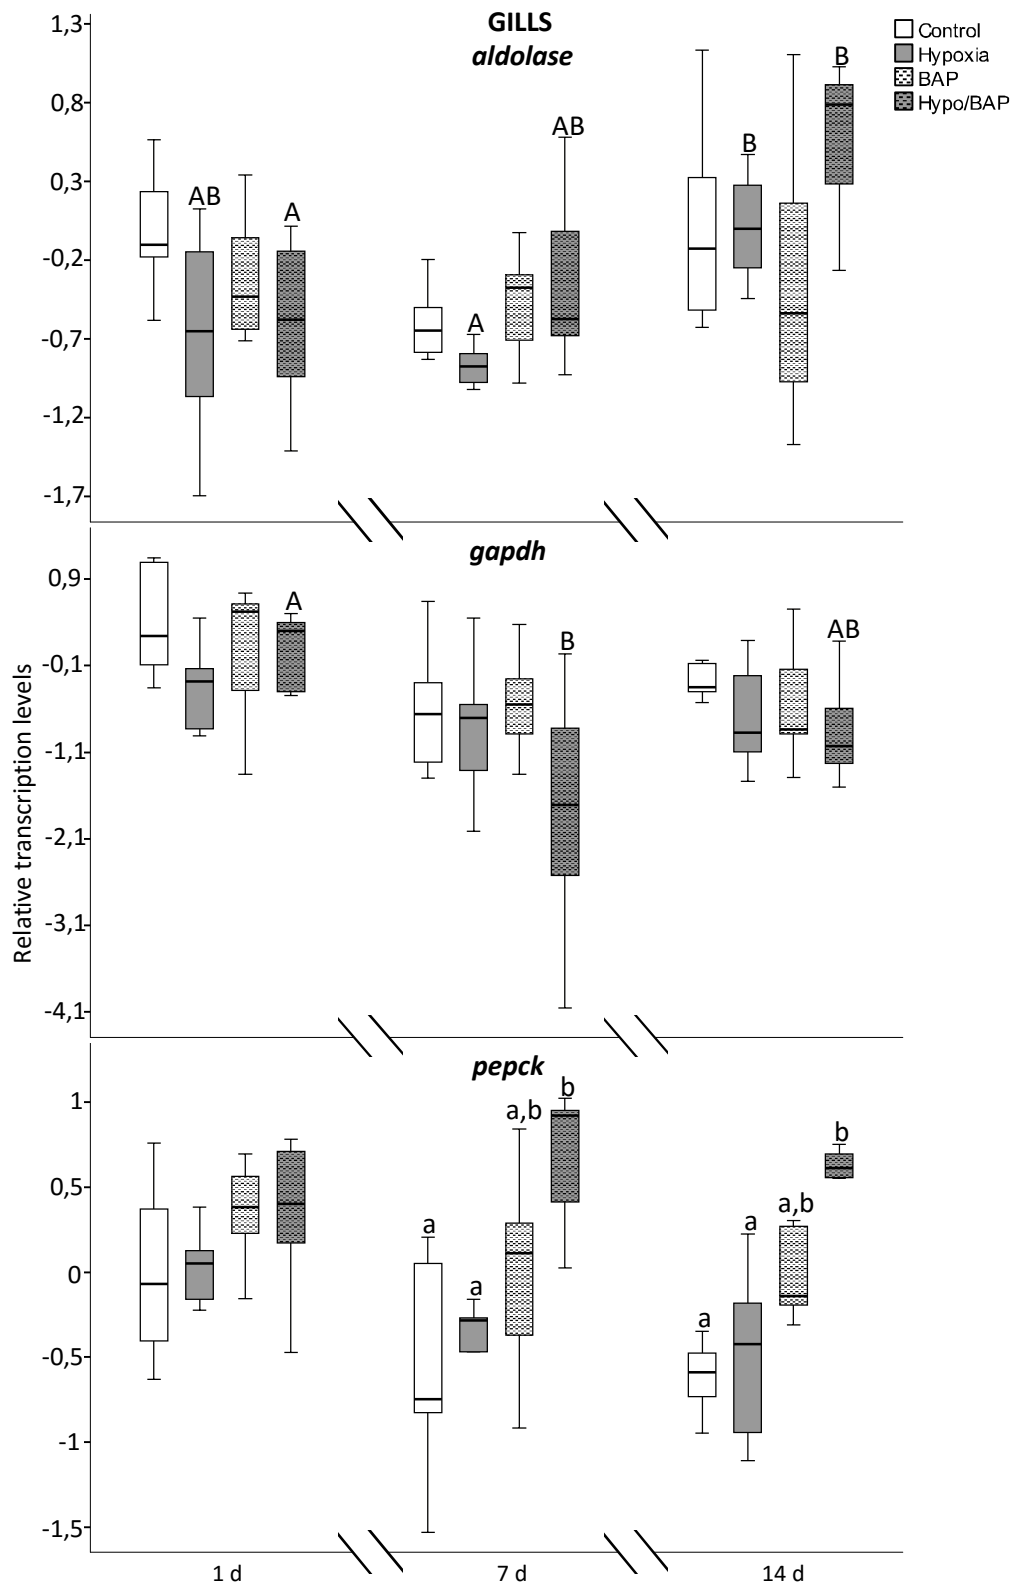 GILLS
aldolase
Control
Hypoxia
BAP
Hypo/BAP
1,3
0,8
0,3
-0,2
-0,7
-1,2
-1,7
AB
A
A
AB
B
B
gapdh
0,9
-0,1
-1,1
-2,1
-3,1
-4,1
A
B
AB
Relative transcription levels
pepck
1
0,5
0
-0,5
-1
-1,5
a
a
a,b
b
a
a
a,b
b
1 d
7 d
14 d